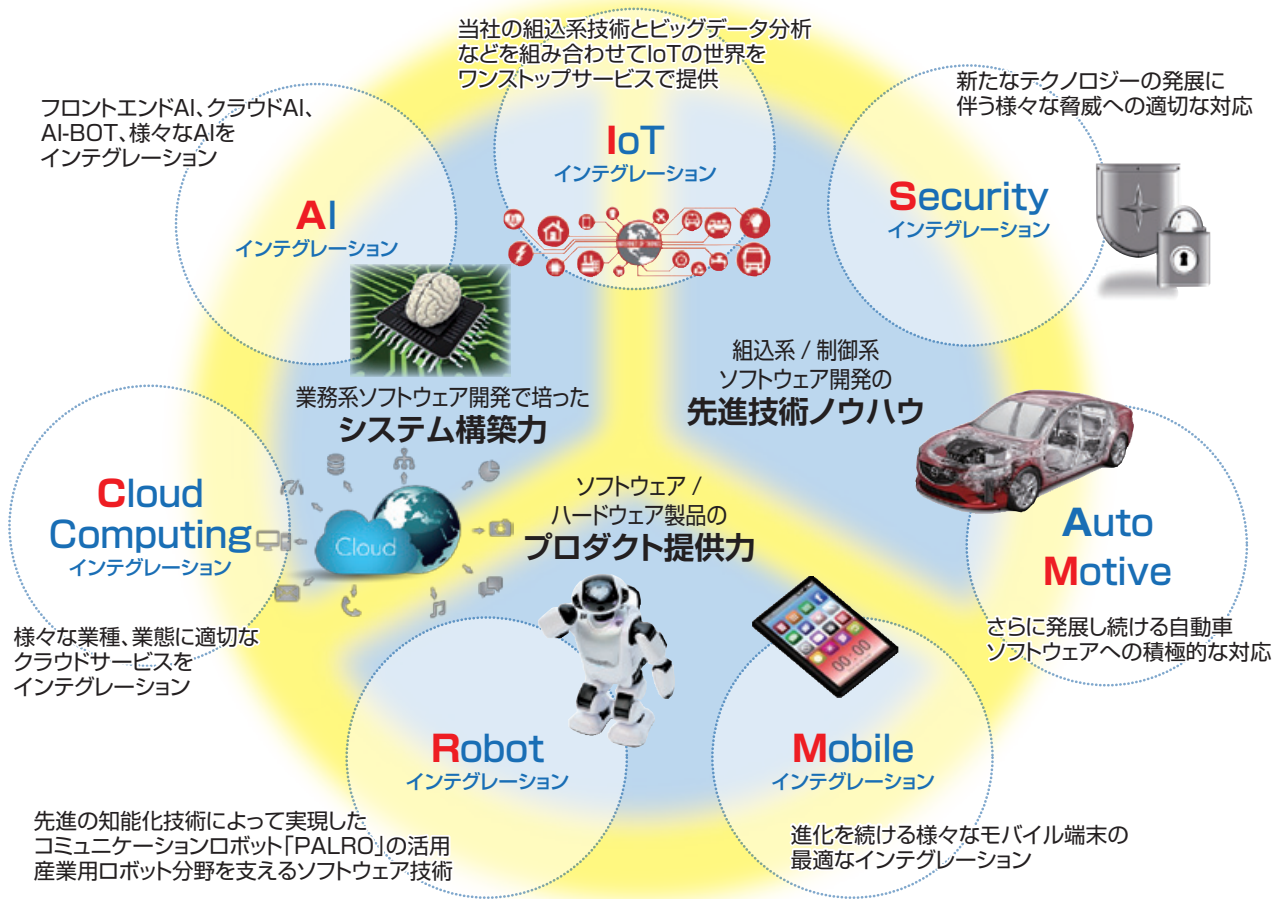 当社の組込系技術とビッグデータ分析
などを組み合わせてIoTの世界を
ワンストップサービスで提供
IoT
インテグレーション
INTERNET OF THINGS
フロントエンドAI、クラウドAI、
AI-BOT、様々なAIを
インテグレーション
AI
インテグレーション
新たなテクノロジーの発展に
伴う様々な脅威への適切な対応
Security
インテグレーション
業務系ソフトウェア開発で培った
システム構築力
組込系 / 制御系
ソフトウェア開発の
先進技術ノウハウ
ソフトウェア /
ハードウェア製品の
プロダクト提供力
Cloud
Computing
インテグレーション
Cloud
様々な業種、業態に適切な
クラウドサービスを
インテグレーション
Auto
Motive
さらに発展し続ける自動車
ソフトウェアへの積極的な対応
Robot
インテグレーション
先進の知能化技術によって実現した
コミュニケーションロボット「PALRO」の活用
産業用ロボット分野を支えるソフトウェア技術
00:00
Mobile
インテグレーション
進化を続ける様々なモバイル端末の
最適なインテグレーション